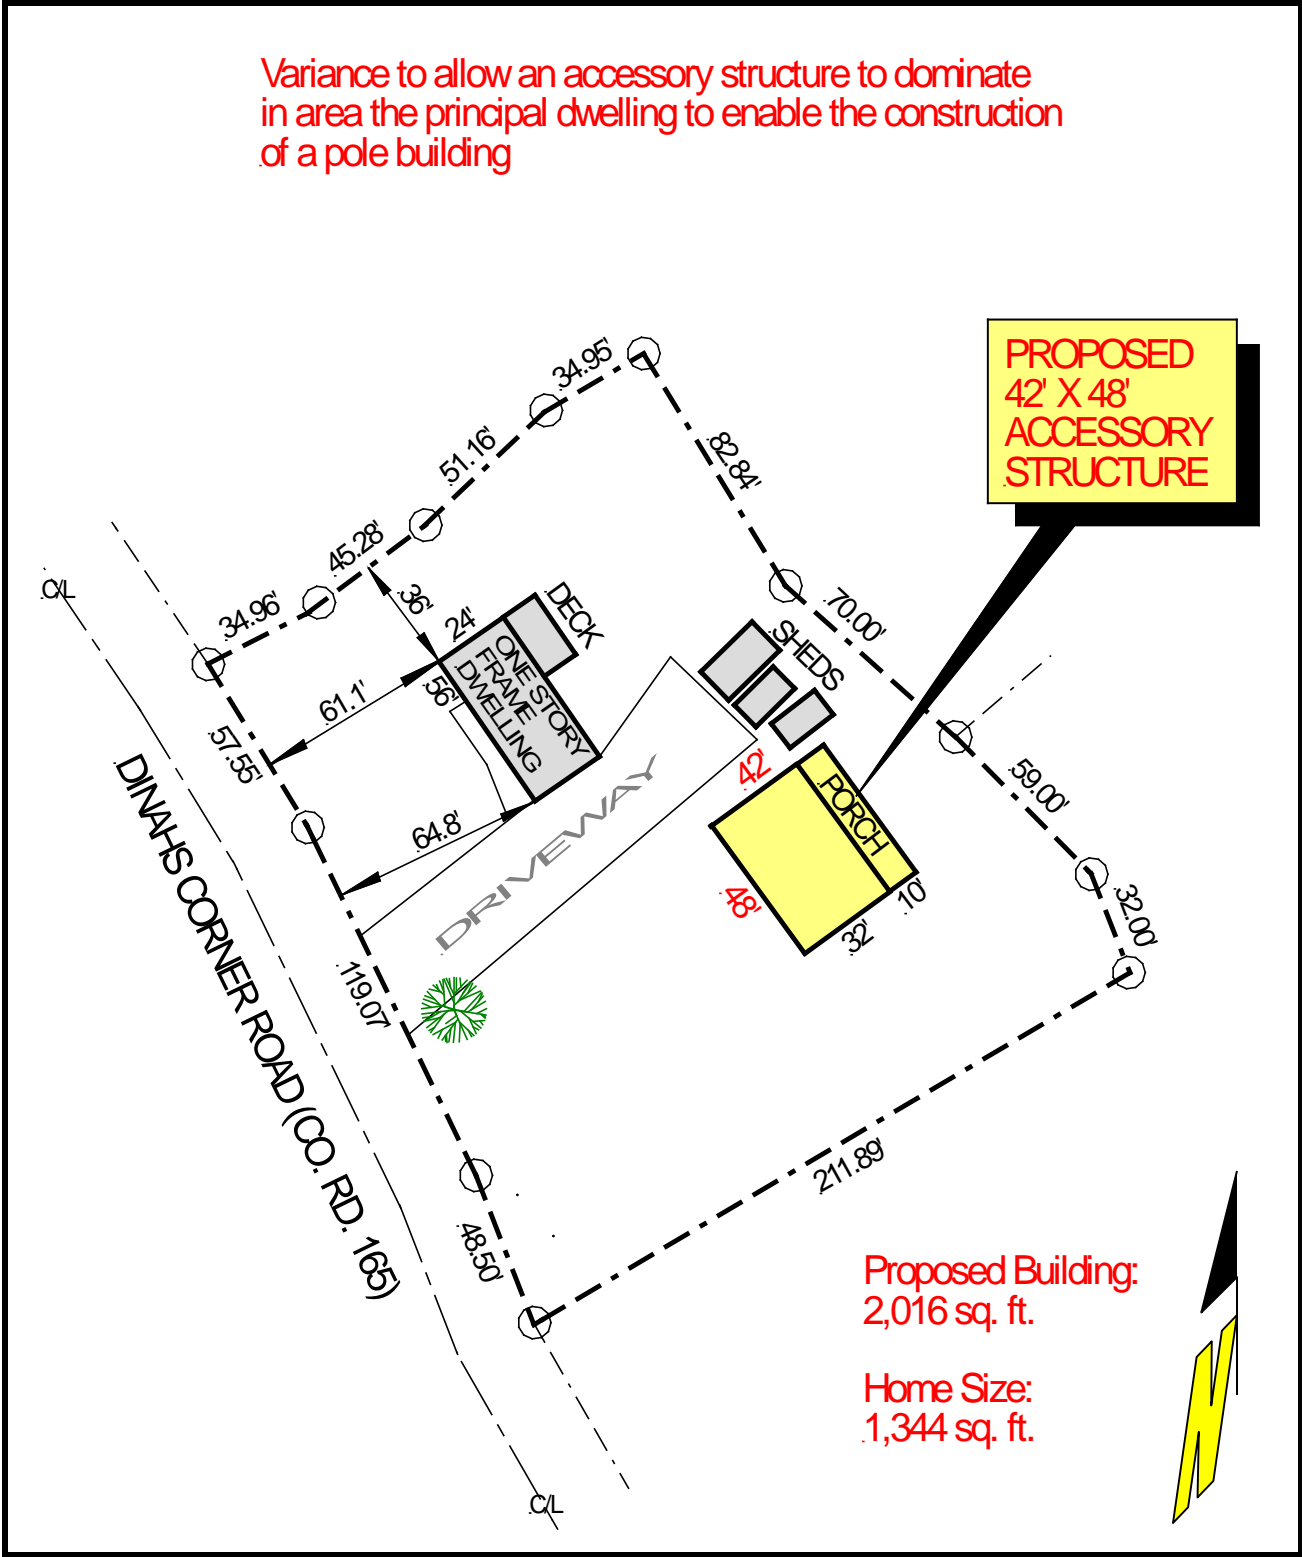 Variance to allow an accessory structure to dominate
in area the principal dwelling to enable the construction
of a pole building
PROPOSED
42' X 48'
ACCESSORY
STRUCTURE
34.95'
51.16'
82.84'
45.28'
C/L
34.96'
36'
24'
DECK
70.00'
SHEDS
ONE STORY
FRAME
DWELLING
56'
61.1'
57.55'
42'
PORCH
59.00'
64.8'
DRIVEWAY
48'
10'
32'
32.00'
DINAHS CORNER ROAD (CO. RD. 165)
119.07'
211.89'
48.50'
Proposed Building:
2,016 sq. ft.
Home Size:
1,344 sq. ft.
N
C/L